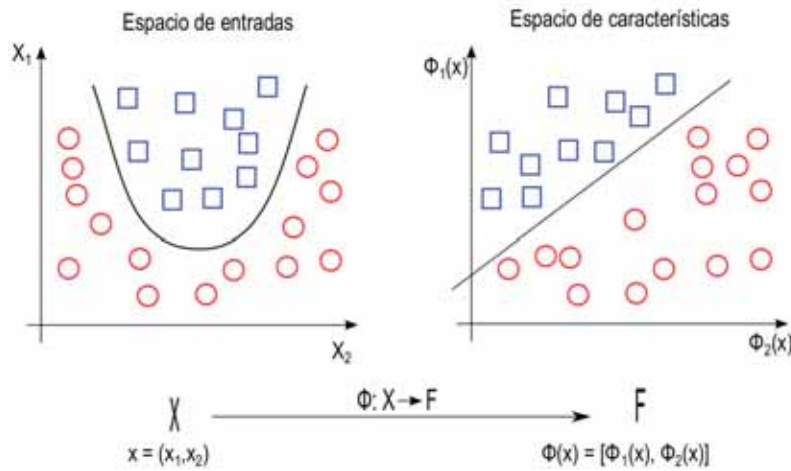 Espacio de entradas
Espacio de características
X₁
Φ₁(x)
X₂
Φ₂(x)
Φ: X→F
X
F
x = (x₁,x₂)
Φ(x) = [Φ₁(x), Φ₂(x)]